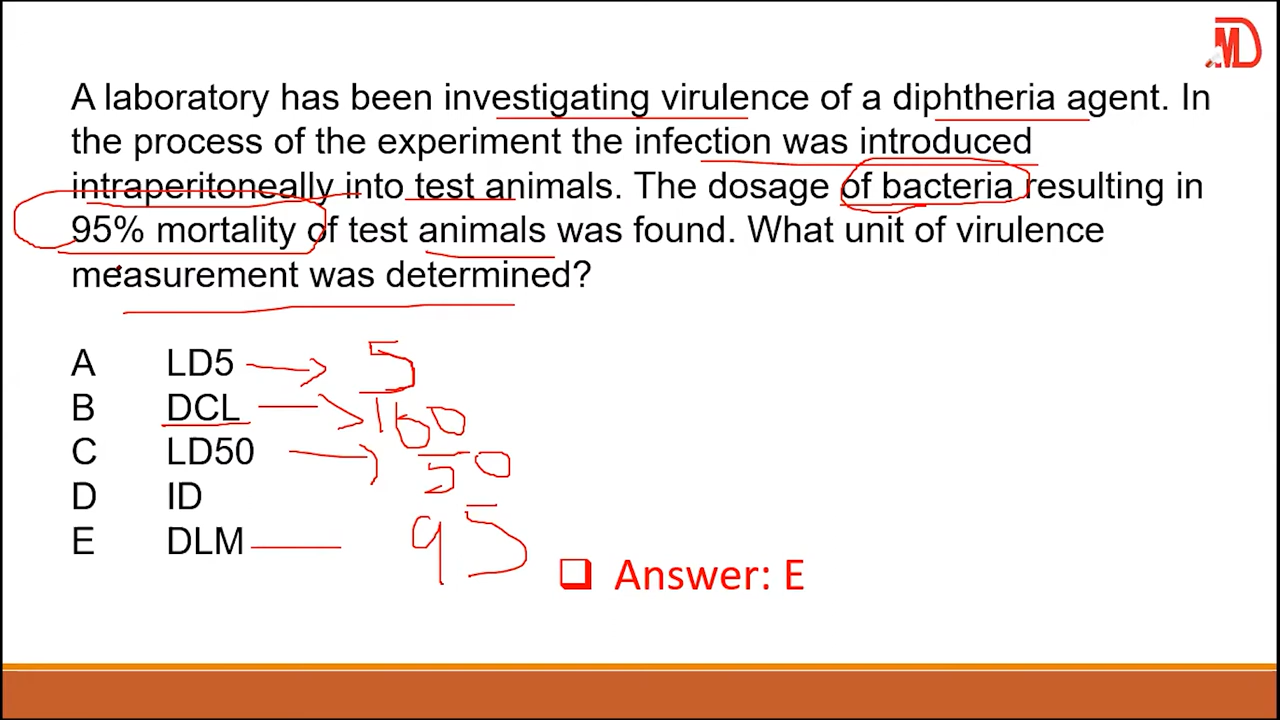 MD
A laboratory has been investigating virulence of a diphtheria agent. In
the process of the experiment the infection was introduced
intraperitoneally into test animals. The dosage of bacteria resulting in
95% mortality of test animals was found. What unit of virulence
measurement was determined?
A LD5 5
B DCL 100
C LD50 50
D ID
E DLM 95
❑ Answer: E